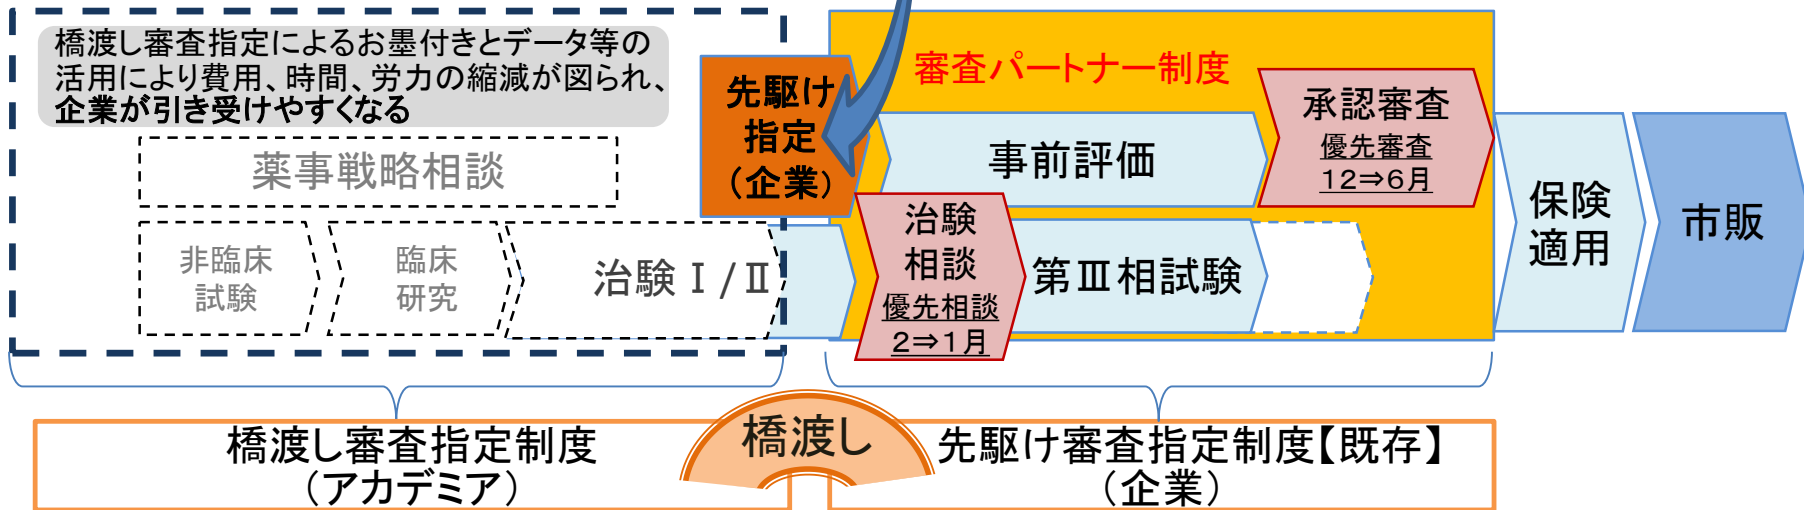 橋渡し審査指定によるお墨付きとデータ等の
活用により費用、時間、労力の縮減が図られ、
企業が引き受けやすくなる
薬事戦略相談
非臨床
試験
臨床
研究
治験Ⅰ/Ⅱ
先駆け
指定
(企業)
審査パートナー制度
事前評価
承認審査
優先審査
12⇒6月
治験
相談
優先相談
2⇒1月
第Ⅲ相試験
保険
適用
市販
橋渡し審査指定制度
(アカデミア)
橋渡し
先駆け審査指定制度【既存】
(企業)